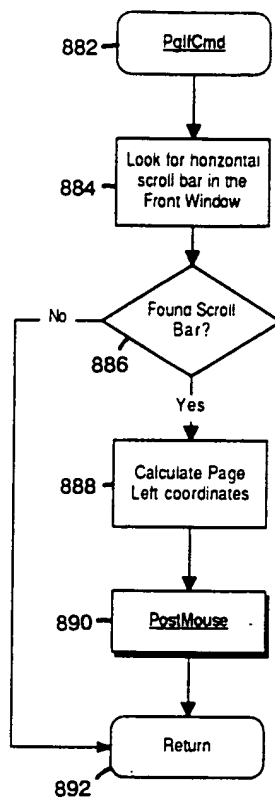 882
PglfCmd
884
Look for horizontal
scroll bar in the
Front Window
No
Found Scroll
Bar?
886
Yes
888
Calculate Page
Left coordinates
890
PostMouse
Return
892